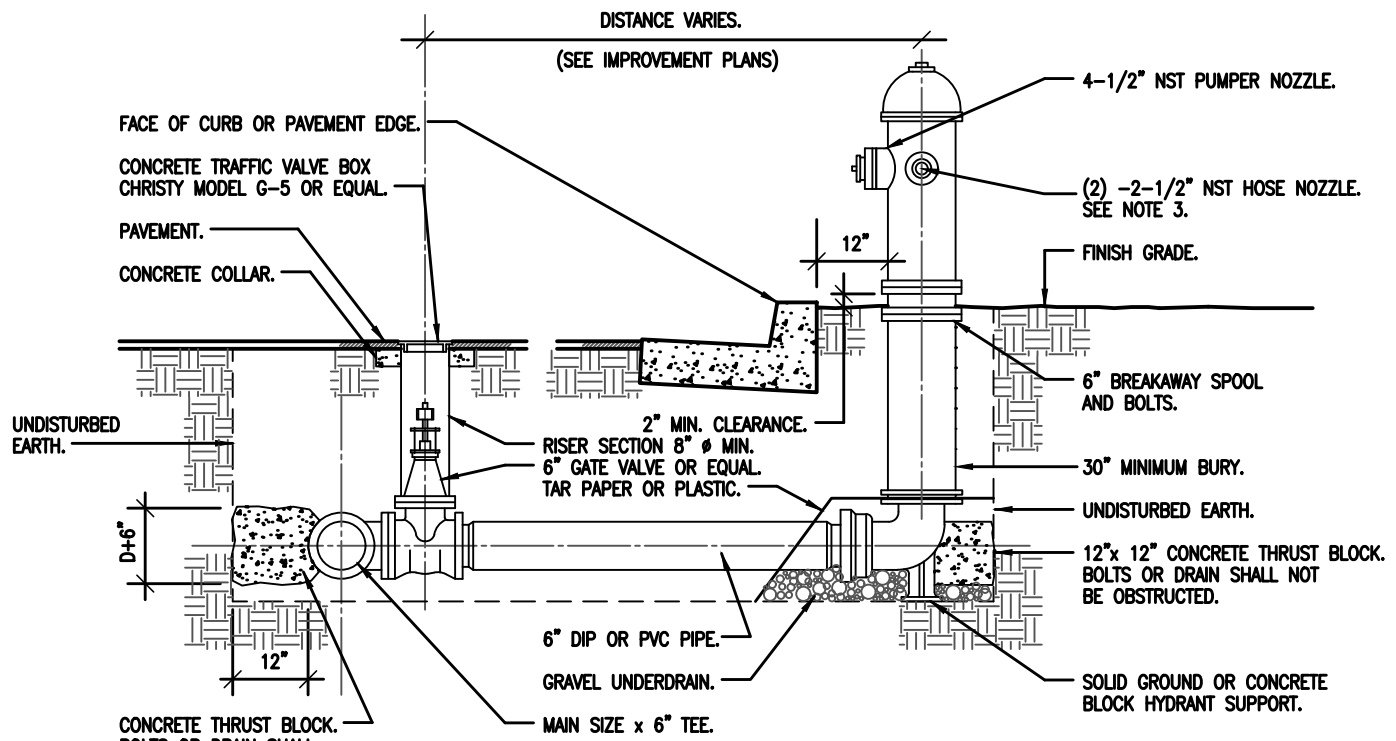 DISTANCE VARIES.
(SEE IMPROVEMENT PLANS)
4-1/2" NST PUMPER NOZZLE.
FACE OF CURB OR PAVEMENT EDGE.
CONCRETE TRAFFIC VALVE BOX
CHRISTY MODEL G-5 OR EQUAL.
(2) -2-1/2" NST HOSE NOZZLE.
SEE NOTE 3.
PAVEMENT.
12"
FINISH GRADE.
CONCRETE COLLAR.
6" BREAKAWAY SPOOL
AND BOLTS.
UNDISTURBED
EARTH.
2" MIN. CLEARANCE.
RISER SECTION 8" ø MIN.
6" GATE VALVE OR EQUAL.
TAR PAPER OR PLASTIC.
30" MINIMUM BURY.
UNDISTURBED EARTH.
D+6"
12"x 12" CONCRETE THRUST BLOCK.
BOLTS OR DRAIN SHALL NOT
BE OBSTRUCTED.
6" DIP OR PVC PIPE.
12"
GRAVEL UNDERDRAIN.
SOLID GROUND OR CONCRETE
BLOCK HYDRANT SUPPORT.
CONCRETE THRUST BLOCK.
BOLTS OR DRAIN SHALL
MAIN SIZE x 6" TEE.